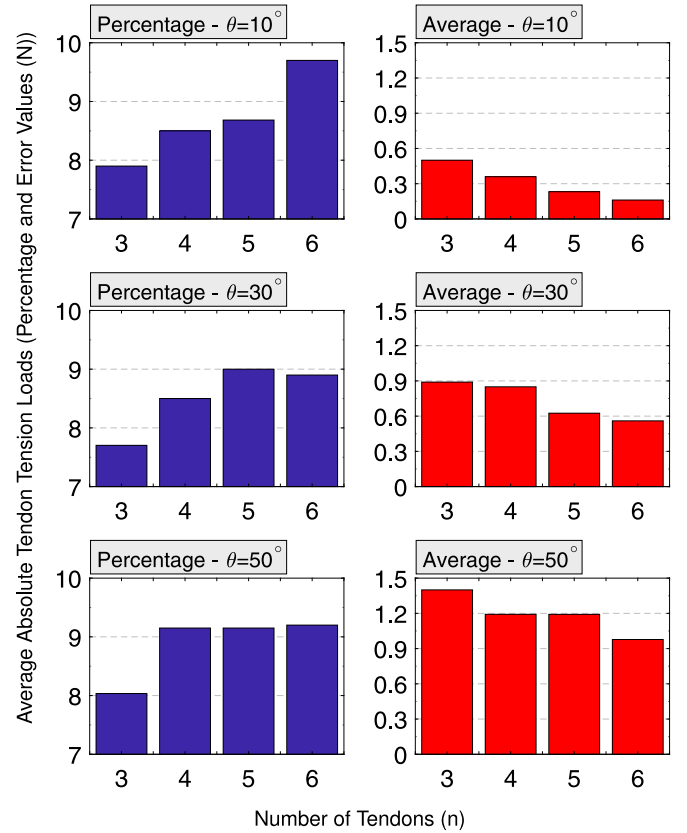 Average Absolute Tendon Tension Loads (Percentage and Error Values (N))
Percentage - θ=10°
10
9
8
7
3 4 5 6
Average - θ=10°
1.5
1.2
0.9
0.6
0.3
0
3 4 5 6
Percentage - θ=30°
10
9
8
7
3 4 5 6
Average - θ=30°
1.5
1.2
0.9
0.6
0.3
0
3 4 5 6
Percentage - θ=50°
10
9
8
7
3 4 5 6
Average - θ=50°
1.5
1.2
0.9
0.6
0.3
0
3 4 5 6
Number of Tendons (n)